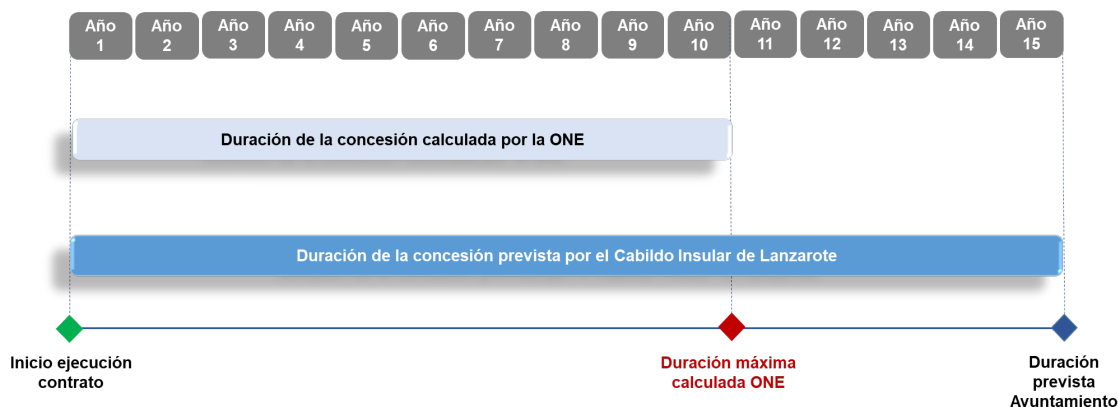 Año 1
Año 2
Año 3
Año 4
Año 5
Año 6
Año 7
Año 8
Año 9
Año 10
Año 11
Año 12
Año 13
Año 14
Año 15
Duración de la concesión calculada por la ONE
Duración de la concesión prevista por el Cabildo Insular de Lanzarote
Inicio ejecución
contrato
Duración máxima
calculada ONE
Duración
prevista
Ayuntamiento